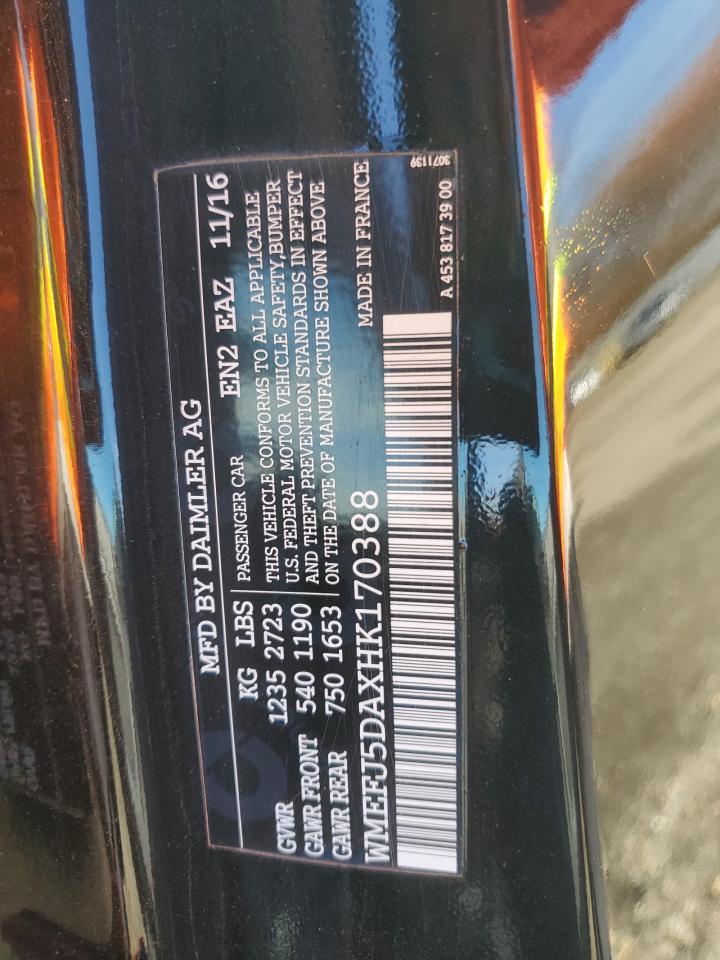 MFD BY DAIMLER AG
EN2 EAZ 11/16
KG LBS PASSENGER CAR
GVWR 1235 2723 THIS VEHICLE CONFORMS TO ALL APPLICABLE
U.S. FEDERAL MOTOR VEHICLE SAFETY,BUMPER
GAWR FRONT 540 1190 AND THEFT PREVENTION STANDARDS IN EFFECT
GAWR REAR 750 1653 ON THE DATE OF MANUFACTURE SHOWN ABOVE
WMEFJ5DAXHK170388 MADE IN FRANCE
3071139
A 453 817 39 00